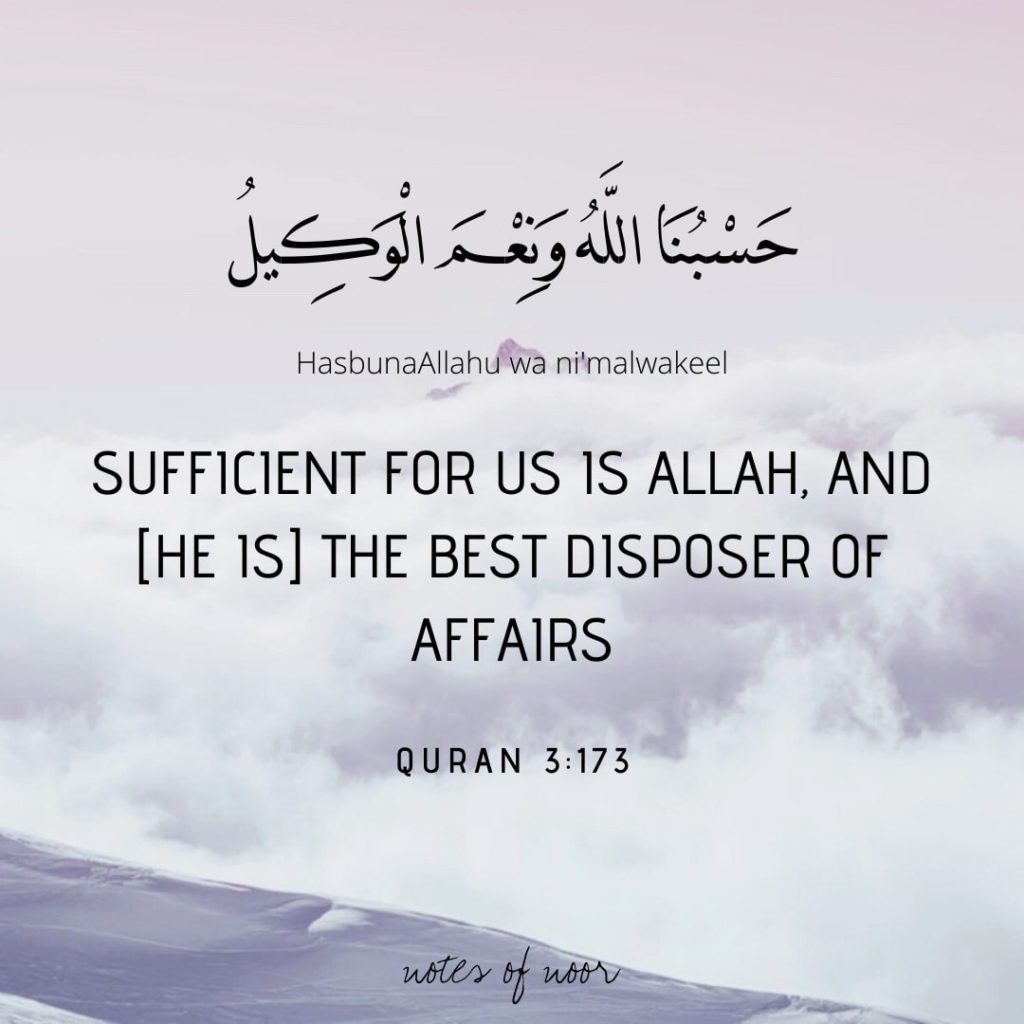 حَسْبُنَا اللَّهُ وَنِعْمَ الْوَكِيلُ
HasbunaAllahu wa ni'malwakeel
SUFFICIENT FOR US IS ALLAH, AND
[HE IS] THE BEST DISPOSER OF
AFFAIRS
QURAN 3:173
notes of noor